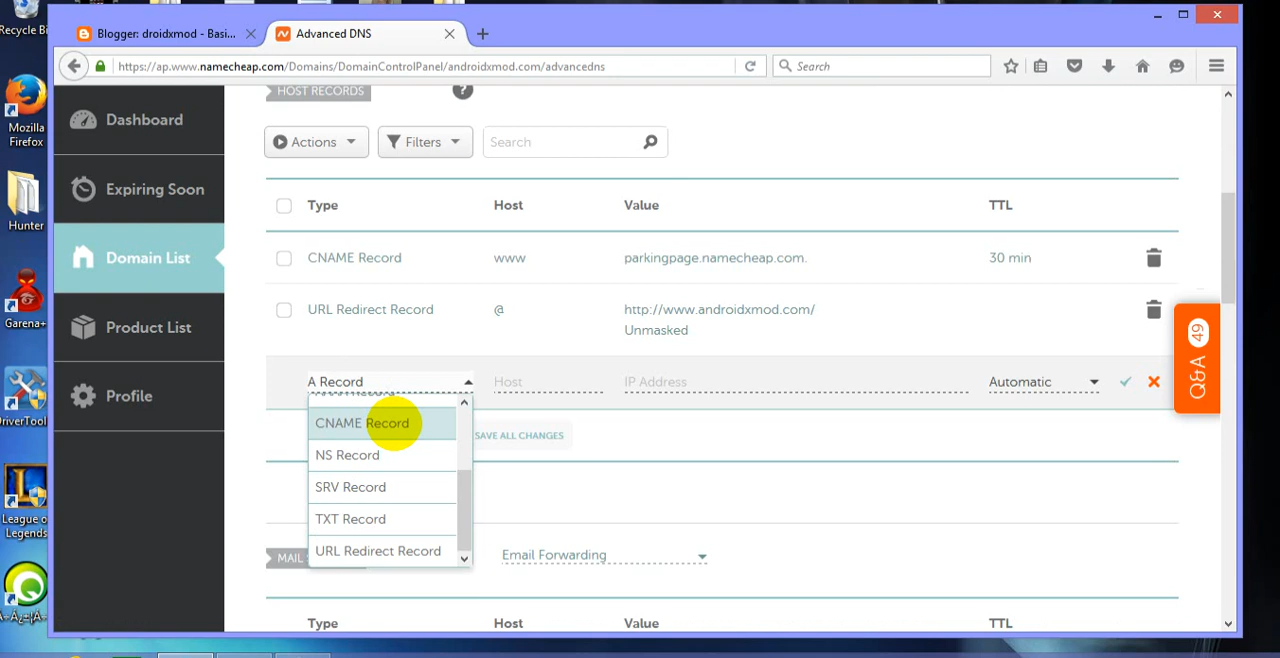 Recycle Bi
Blogger: droidxmod - Basi...
Advanced DNS
https://ap.www.namecheap.com/Domains/DomainControlPanel/androidxmod.com/advancedns
Search
Mozilla
Firefox
Hunter
Garena+
DriverTool
League o
Legends
Dashboard
Expiring Soon
Domain List
Product List
Profile
HOST RECORDS
?
Actions
Filters
Search
Type Host Value TTL
CNAME Record www parkingpage.namecheap.com. 30 min
URL Redirect Record @ http://www.androidxmod.com/
Unmasked
A Record Host IP Address Automatic
CNAME Record
NS Record
SRV Record
TXT Record
URL Redirect Record
SAVE ALL CHANGES
MAIL
Email Forwarding
Type Host Value TTL
Q&A 49